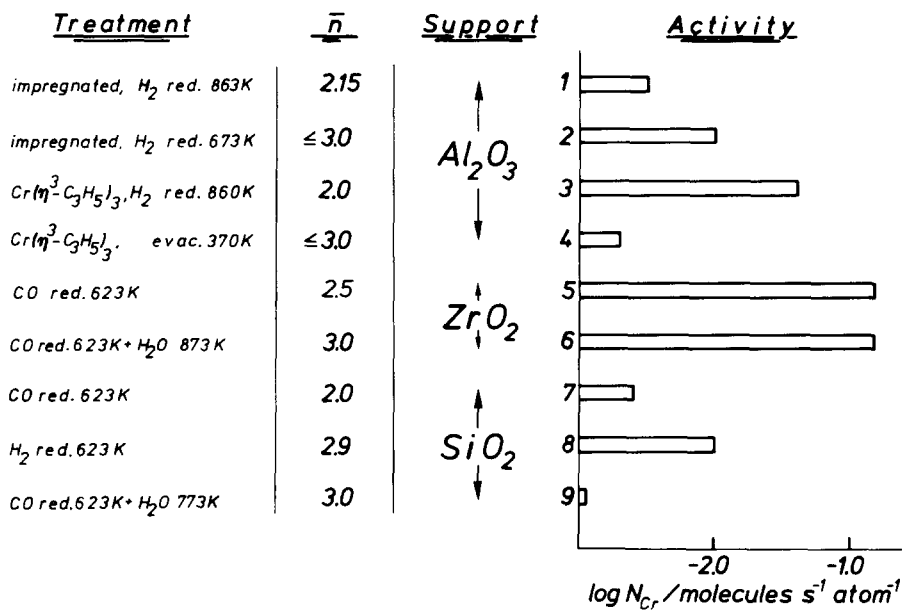 Treatment n̄ Support Activity
impregnated, H₂ red. 863K 2.15 1
impregnated, H₂ red. 673K ≤3.0 2
Al₂O₃
Cr(η³-C₃H₅)₃, H₂ red. 860K 2.0 3
Cr(η³-C₃H₅)₃, evac. 370K ≤3.0 4
CO red. 623K 2.5 5
ZrO₂
CO red. 623K + H₂O 873K 3.0 6
CO red. 623K 2.0 7
H₂ red. 623K 2.9 8
SiO₂
CO red. 623K + H₂O 773K 3.0 9
-2.0 -1.0
log N_Cr / molecules s⁻¹ atom⁻¹